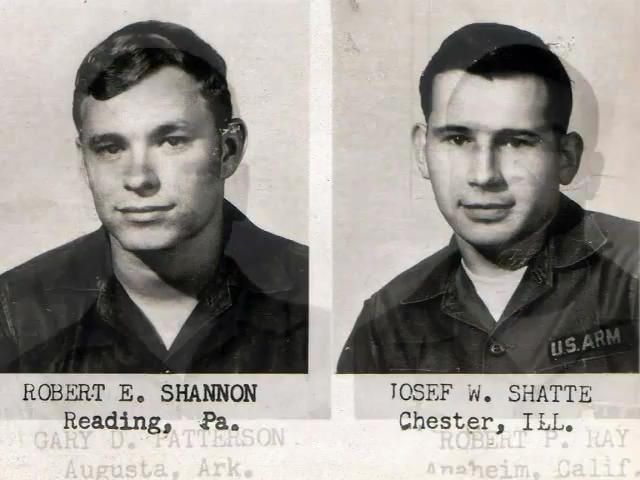 U.S. ARM
ROBERT E. SHANNON
Reading, Pa.
JOSEF W. SHATTE
Chester, ILL.
GARY D. PATTERSON
Augusta, Ark.
ROBERT P. RAY
Anaheim, Calif.